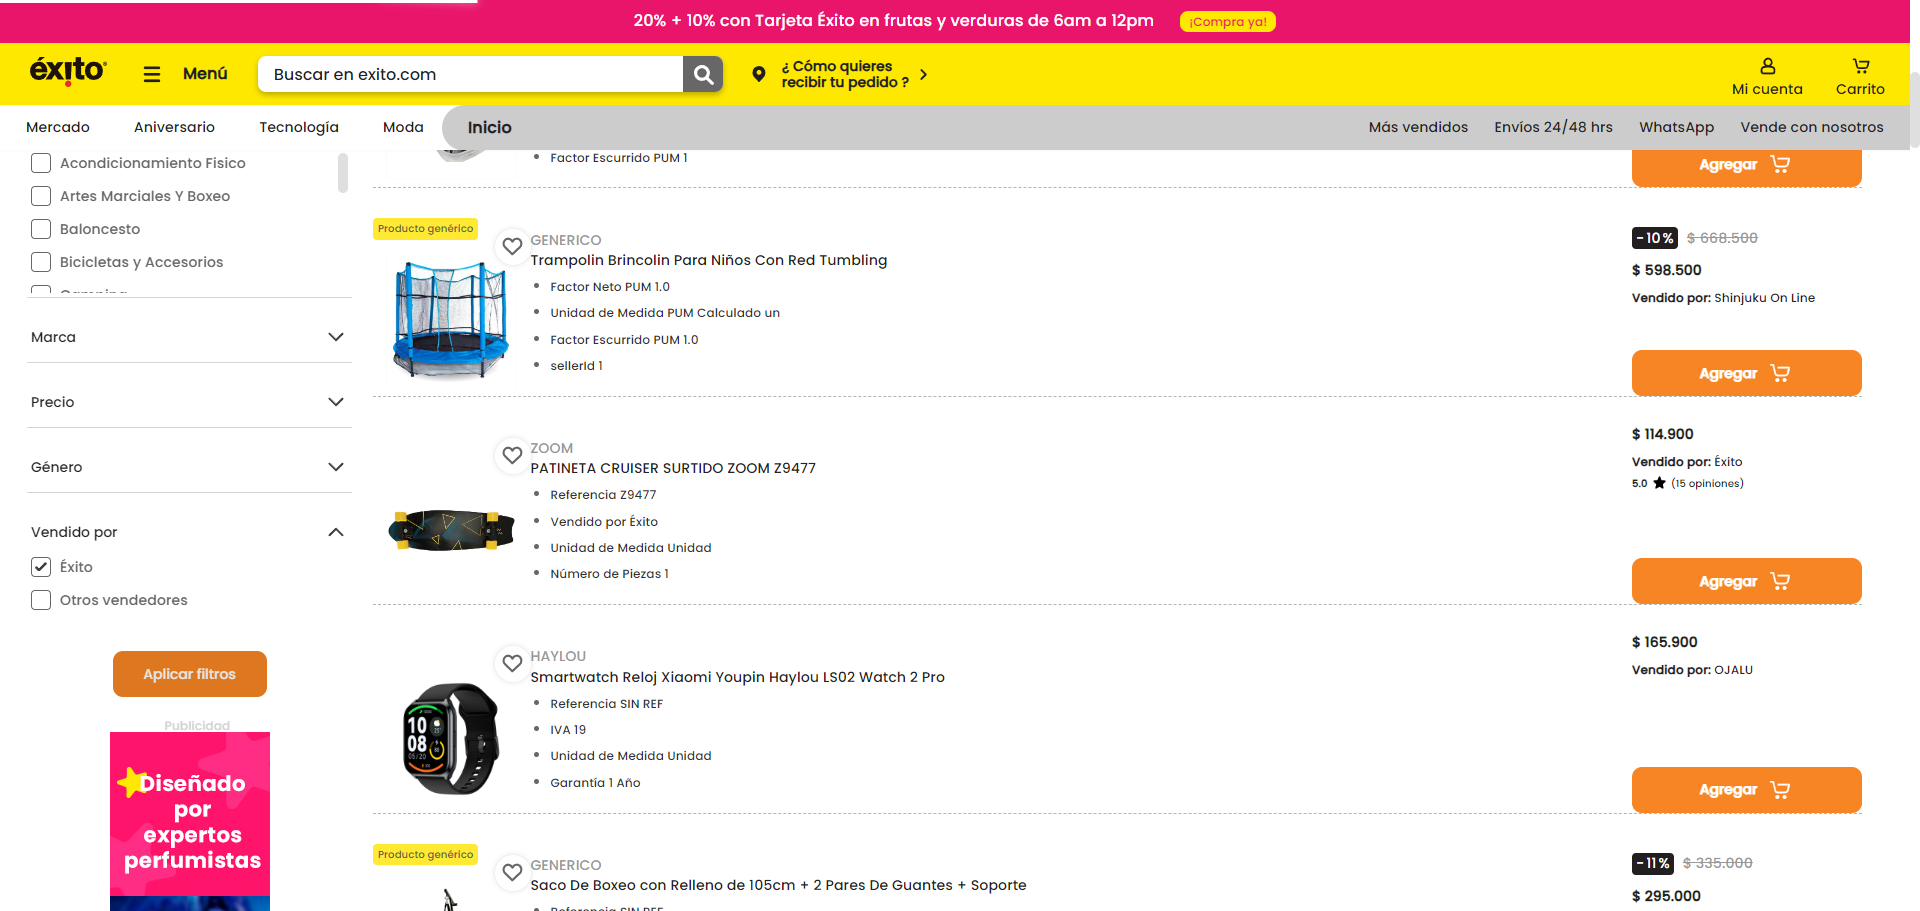 20% + 10% con Tarjeta Éxito en frutas y verduras de 6am a 12pm
¡Compra ya!
éxito
Menú
Buscar en exito.com
¿ Cómo quieres
recibir tu pedido ?
Mi cuenta
Carrito
Mercado
Aniversario
Tecnología
Moda
Inicio
Más vendidos
Envíos 24/48 hrs
WhatsApp
Vende con nosotros
Acondicionamiento Fisico
Artes Marciales Y Boxeo
Baloncesto
Bicicletas y Accesorios
Marca
Precio
Género
Vendido por
Éxito
Otros vendedores
Aplicar filtros
Publicidad
Diseñado
por
expertos
perfumistas
Factor Escurrido PUM 1
Agregar
Producto genérico
GENERICO
Trampolin Brincolin Para Niños Con Red Tumbling
Factor Neto PUM 1.0
Unidad de Medida PUM Calculado un
Factor Escurrido PUM 1.0
sellerId 1
-10%
$ 668.500
$ 598.500
Vendido por: Shinjuku On Line
Agregar
ZOOM
PATINETA CRUISER SURTIDO ZOOM Z9477
Referencia Z9477
Vendido por Éxito
Unidad de Medida Unidad
Número de Piezas 1
$ 114.900
Vendido por: Éxito
5.0 ★ (15 opiniones)
Agregar
HAYLOU
Smartwatch Reloj Xiaomi Youpin Haylou LS02 Watch 2 Pro
Referencia SIN REF
IVA 19
Unidad de Medida Unidad
Garantía 1 Año
10
08
$ 165.900
Vendido por: OJALU
Agregar
Producto genérico
GENERICO
Saco De Boxeo con Relleno de 105cm + 2 Pares De Guantes + Soporte
Referencia SIN REF
-11%
$ 335.000
$ 295.000